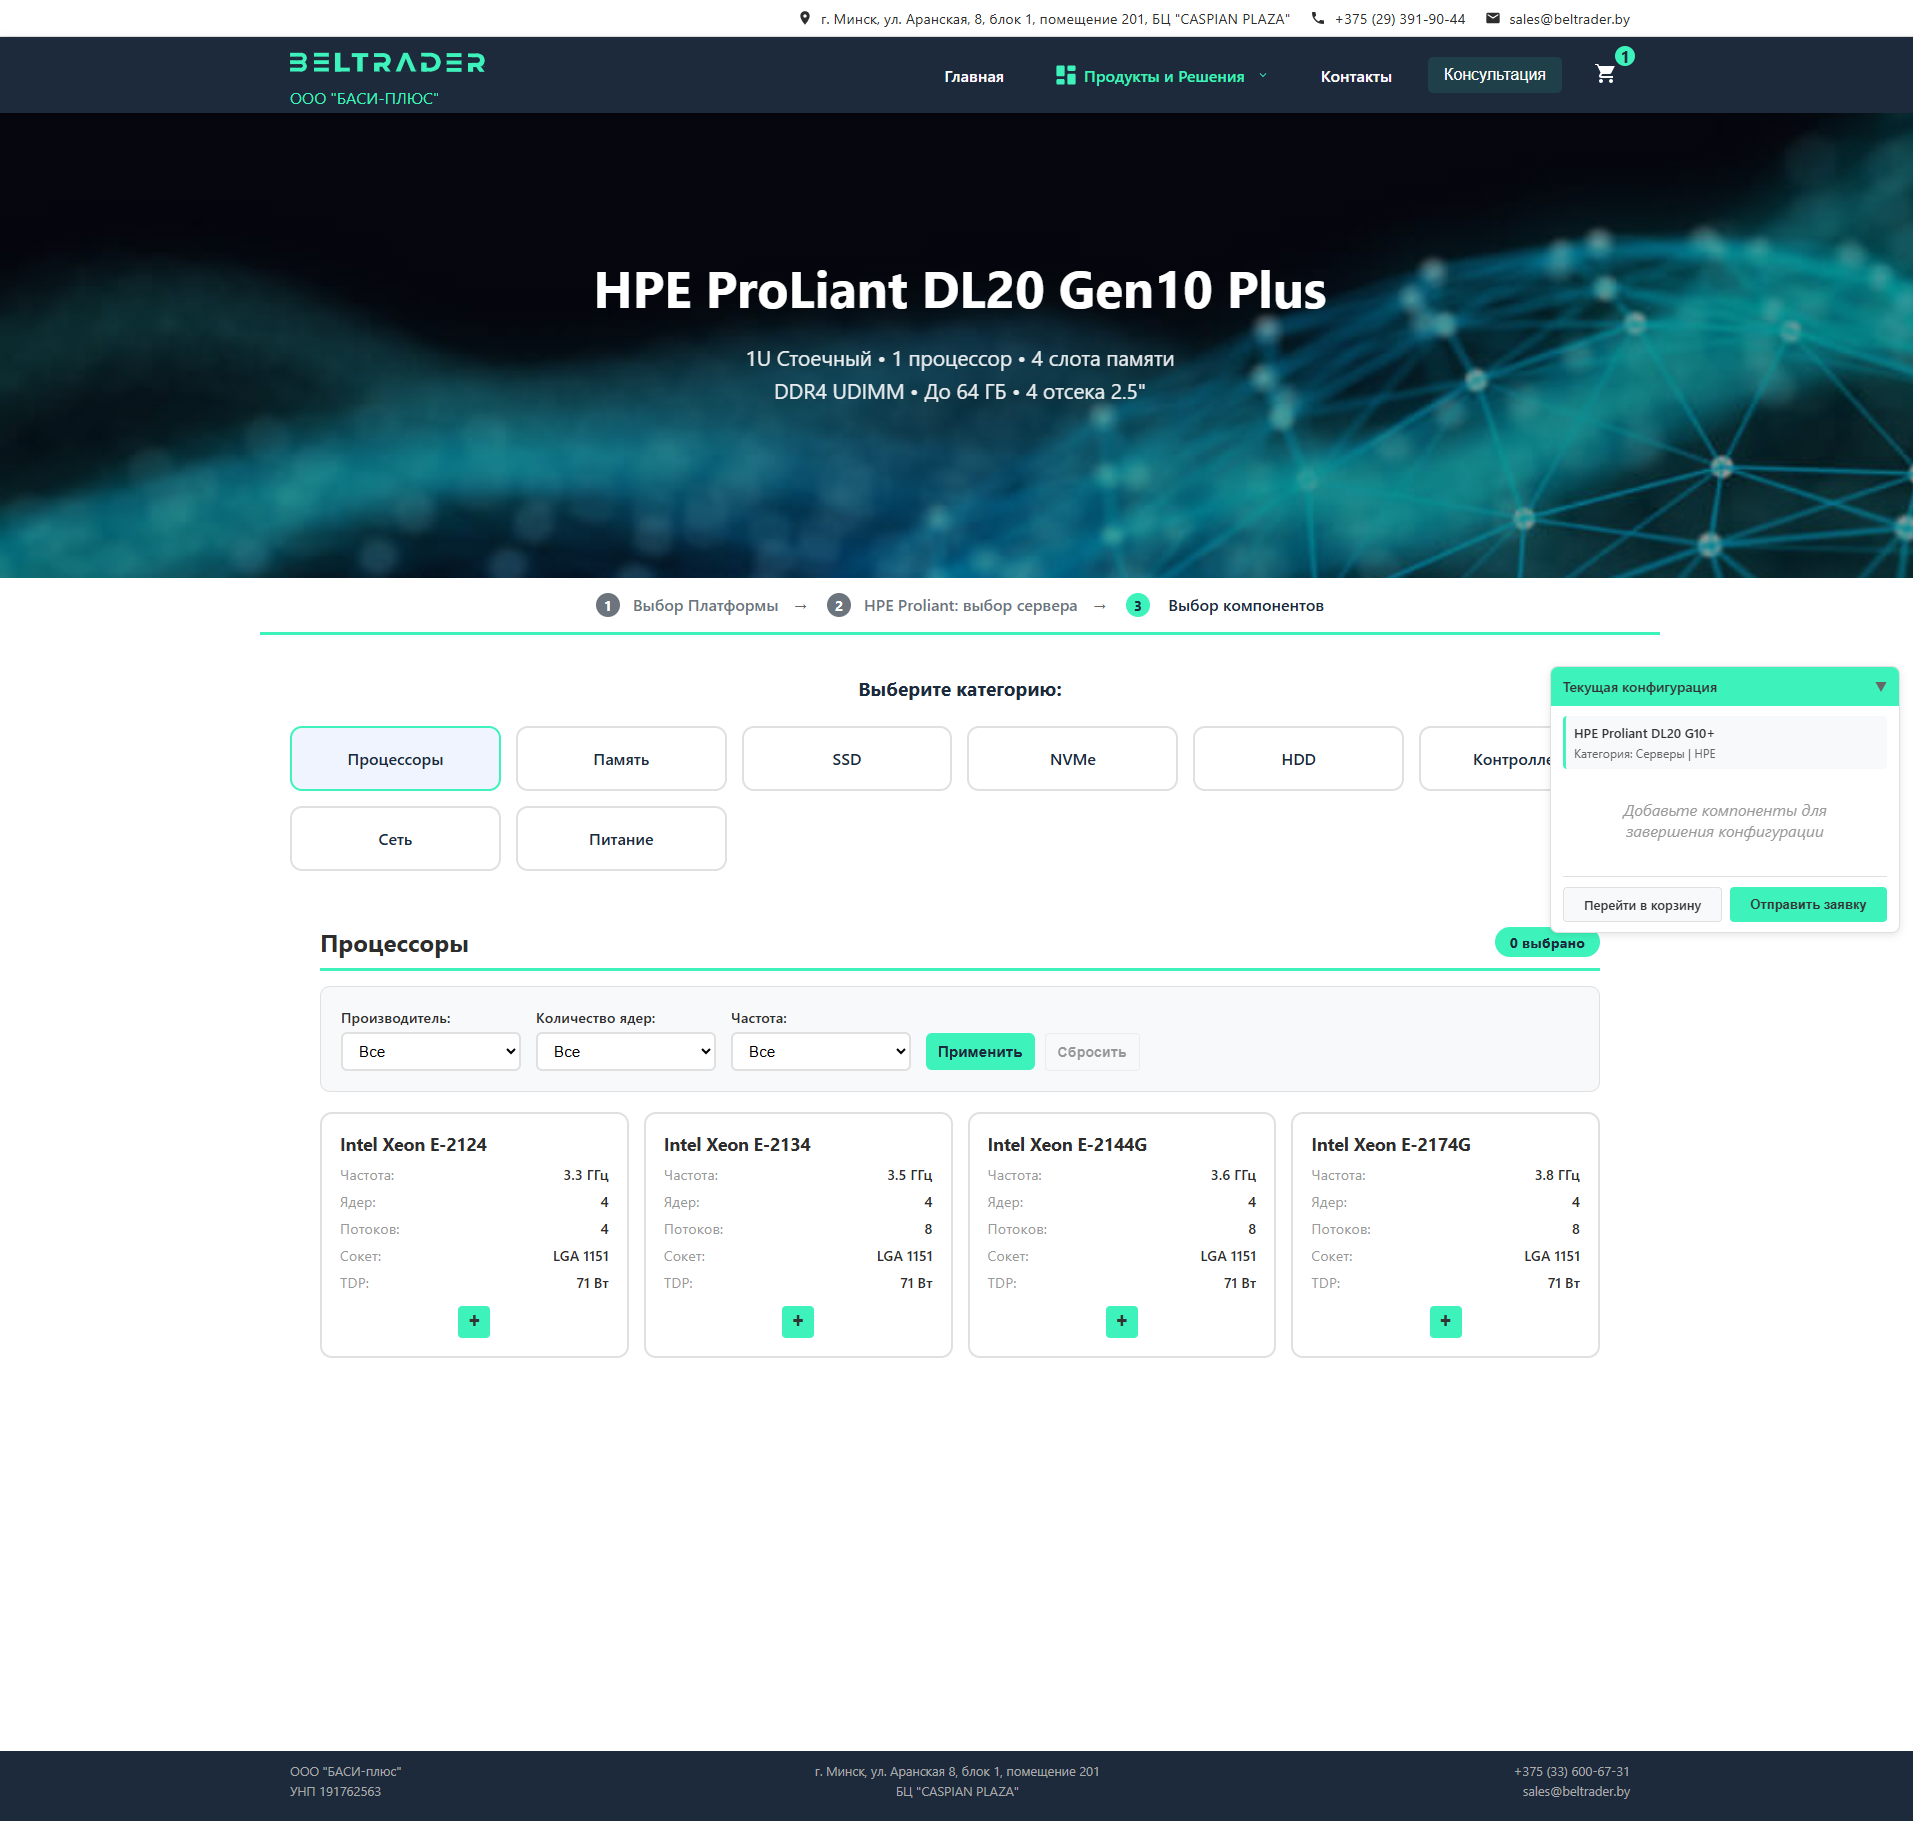 г. Минск, ул. Аранская, 8, блок 1, помещение 201, БЦ "CASPIAN PLAZA" +375 (29) 391-90-44 sales@beltrader.by
BELTRADER
ООО "БАСИ-ПЛЮС"
Главная Продукты и Решения Контакты Консультация 1
HPE ProLiant DL20 Gen10 Plus
1U Стоечный • 1 процессор • 4 слота памяти
DDR4 UDIMM • До 64 ГБ • 4 отсека 2.5"
1 Выбор Платформы → 2 HPE Proliant: выбор сервера → 3 Выбор компонентов
Выберите категорию:
Процессоры Память SSD NVMe HDD Контролле
Сеть Питание
Текущая конфигурация ▼
HPE Proliant DL20 G10+
Категория: Серверы | HPE
Добавьте компоненты для
завершения конфигурации
Перейти в корзину Отправить заявку
Процессоры 0 выбрано
Производитель: Количество ядер: Частота:
Все Все Все Применить Сбросить
Intel Xeon E-2124
Частота: 3.3 ГГц
Ядер: 4
Потоков: 4
Сокет: LGA 1151
TDP: 71 Вт
+
Intel Xeon E-2134
Частота: 3.5 ГГц
Ядер: 4
Потоков: 8
Сокет: LGA 1151
TDP: 71 Вт
+
Intel Xeon E-2144G
Частота: 3.6 ГГц
Ядер: 4
Потоков: 8
Сокет: LGA 1151
TDP: 71 Вт
+
Intel Xeon E-2174G
Частота: 3.8 ГГц
Ядер: 4
Потоков: 8
Сокет: LGA 1151
TDP: 71 Вт
+
ООО "БАСИ-плюс"
УНП 191762563
г. Минск, ул. Аранская 8, блок 1, помещение 201
БЦ "CASPIAN PLAZA"
+375 (33) 600-67-31
sales@beltrader.by